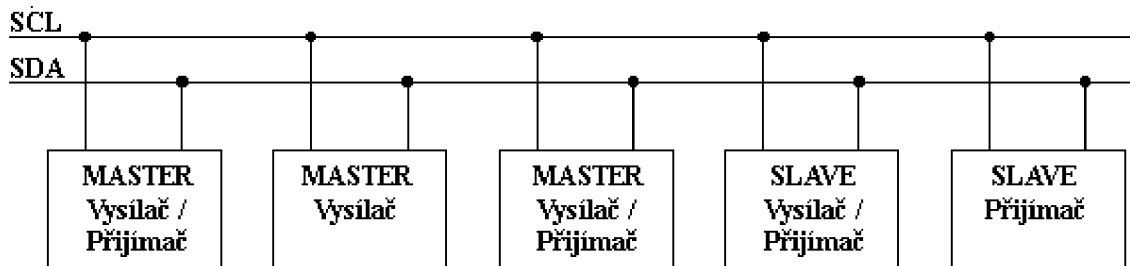 SCL
SDA
MASTER
Vysílač /
Přijímač
MASTER
Vysílač
MASTER
Vysílač /
Přijímač
SLAVE
Vysílač /
Přijímač
SLAVE
Přijímač